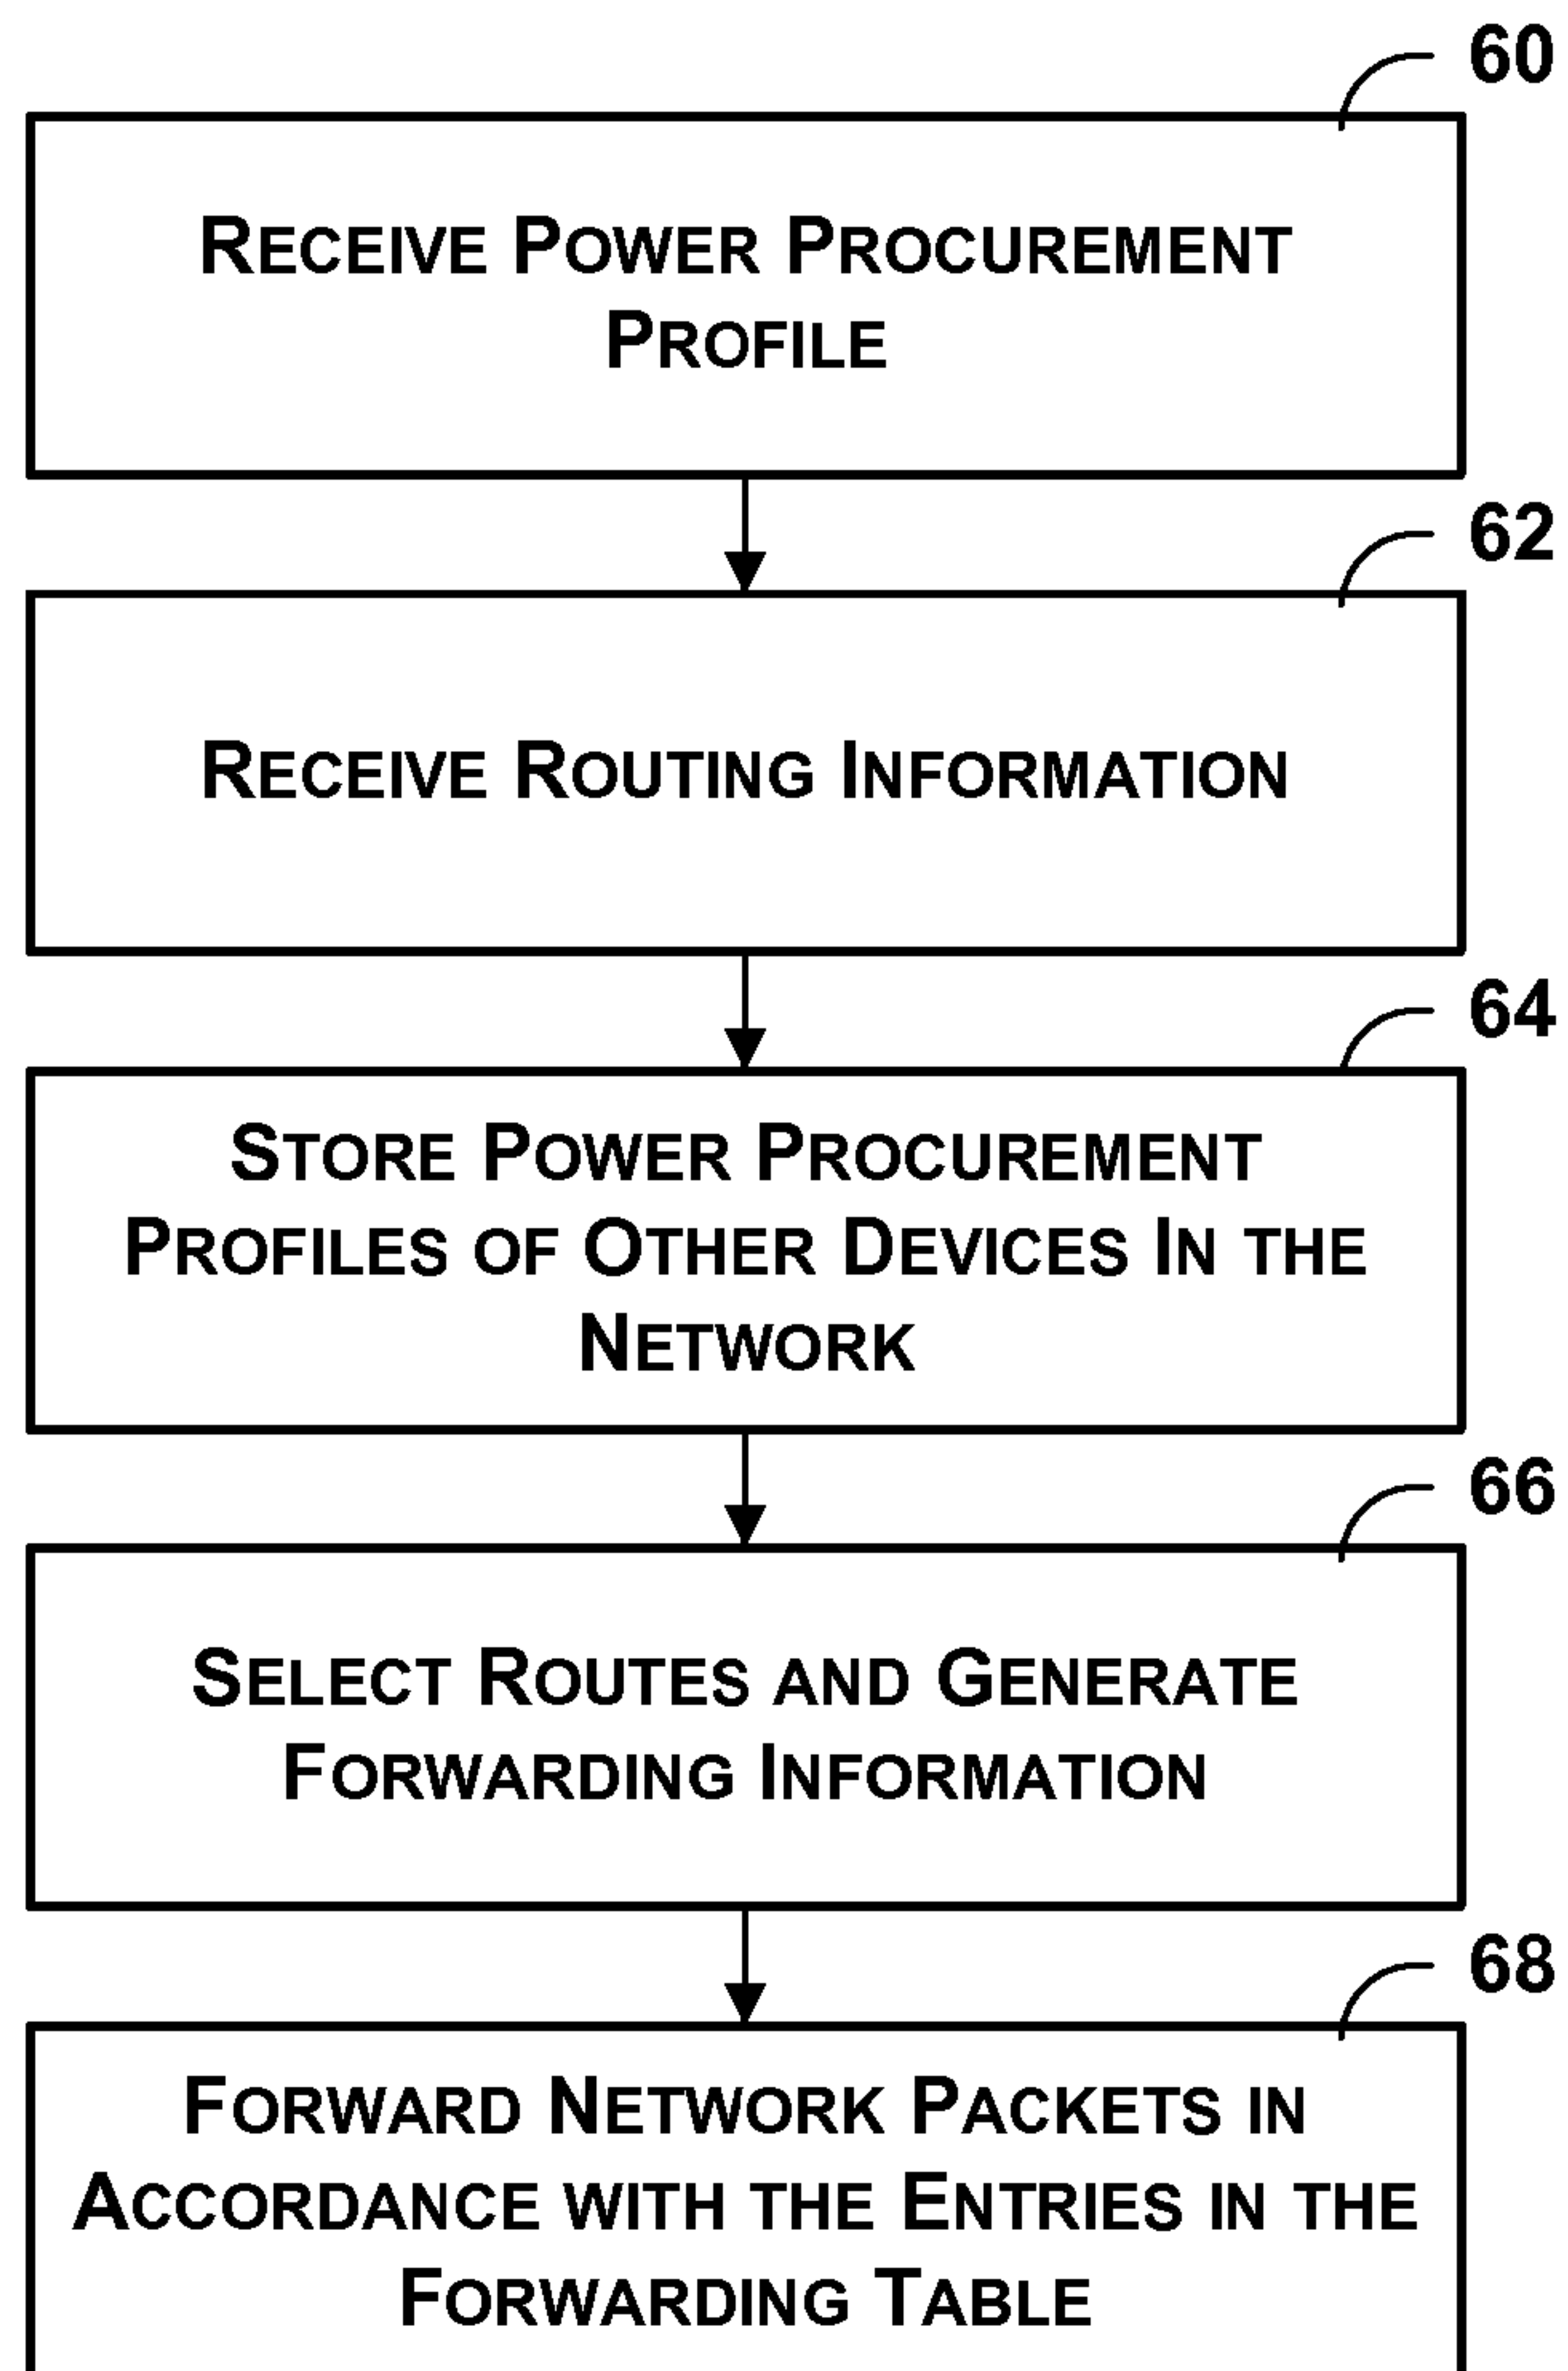 60
RECEIVE POWER PROCUREMENT
PROFILE
62
RECEIVE ROUTING INFORMATION
64
STORE POWER PROCUREMENT
PROFILES OF OTHER DEVICES IN THE
NETWORK
66
SELECT ROUTES AND GENERATE
FORWARDING INFORMATION
68
FORWARD NETWORK PACKETS IN
ACCORDANCE WITH THE ENTRIES IN THE
FORWARDING TABLE